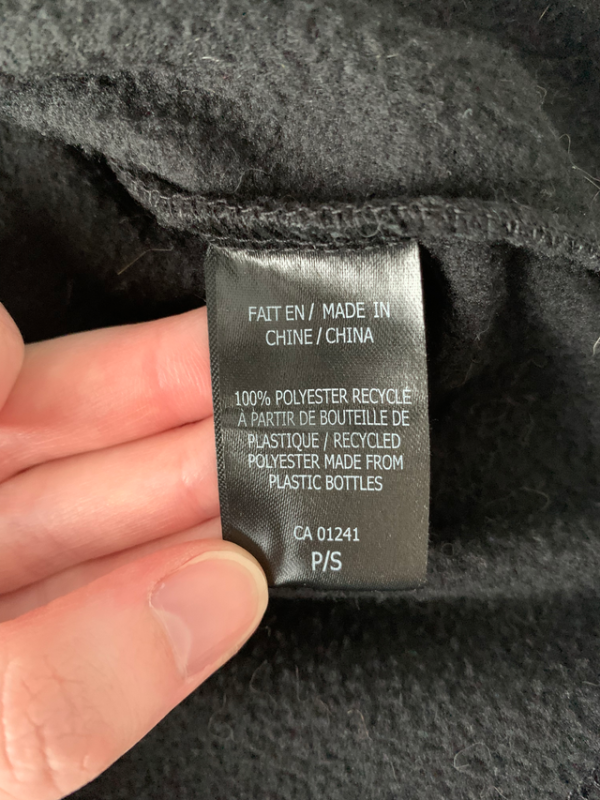 FAIT EN / MADE IN
CHINE / CHINA
100% POLYESTER RECYCLÉ
À PARTIR DE BOUTEILLE DE
PLASTIQUE / RECYCLED
POLYESTER MADE FROM
PLASTIC BOTTLES
CA 01241
P/S